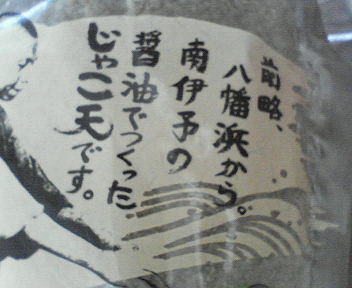 前略、
八幡浜から。
南伊予の
醤油でつくった
じゃこ天です。